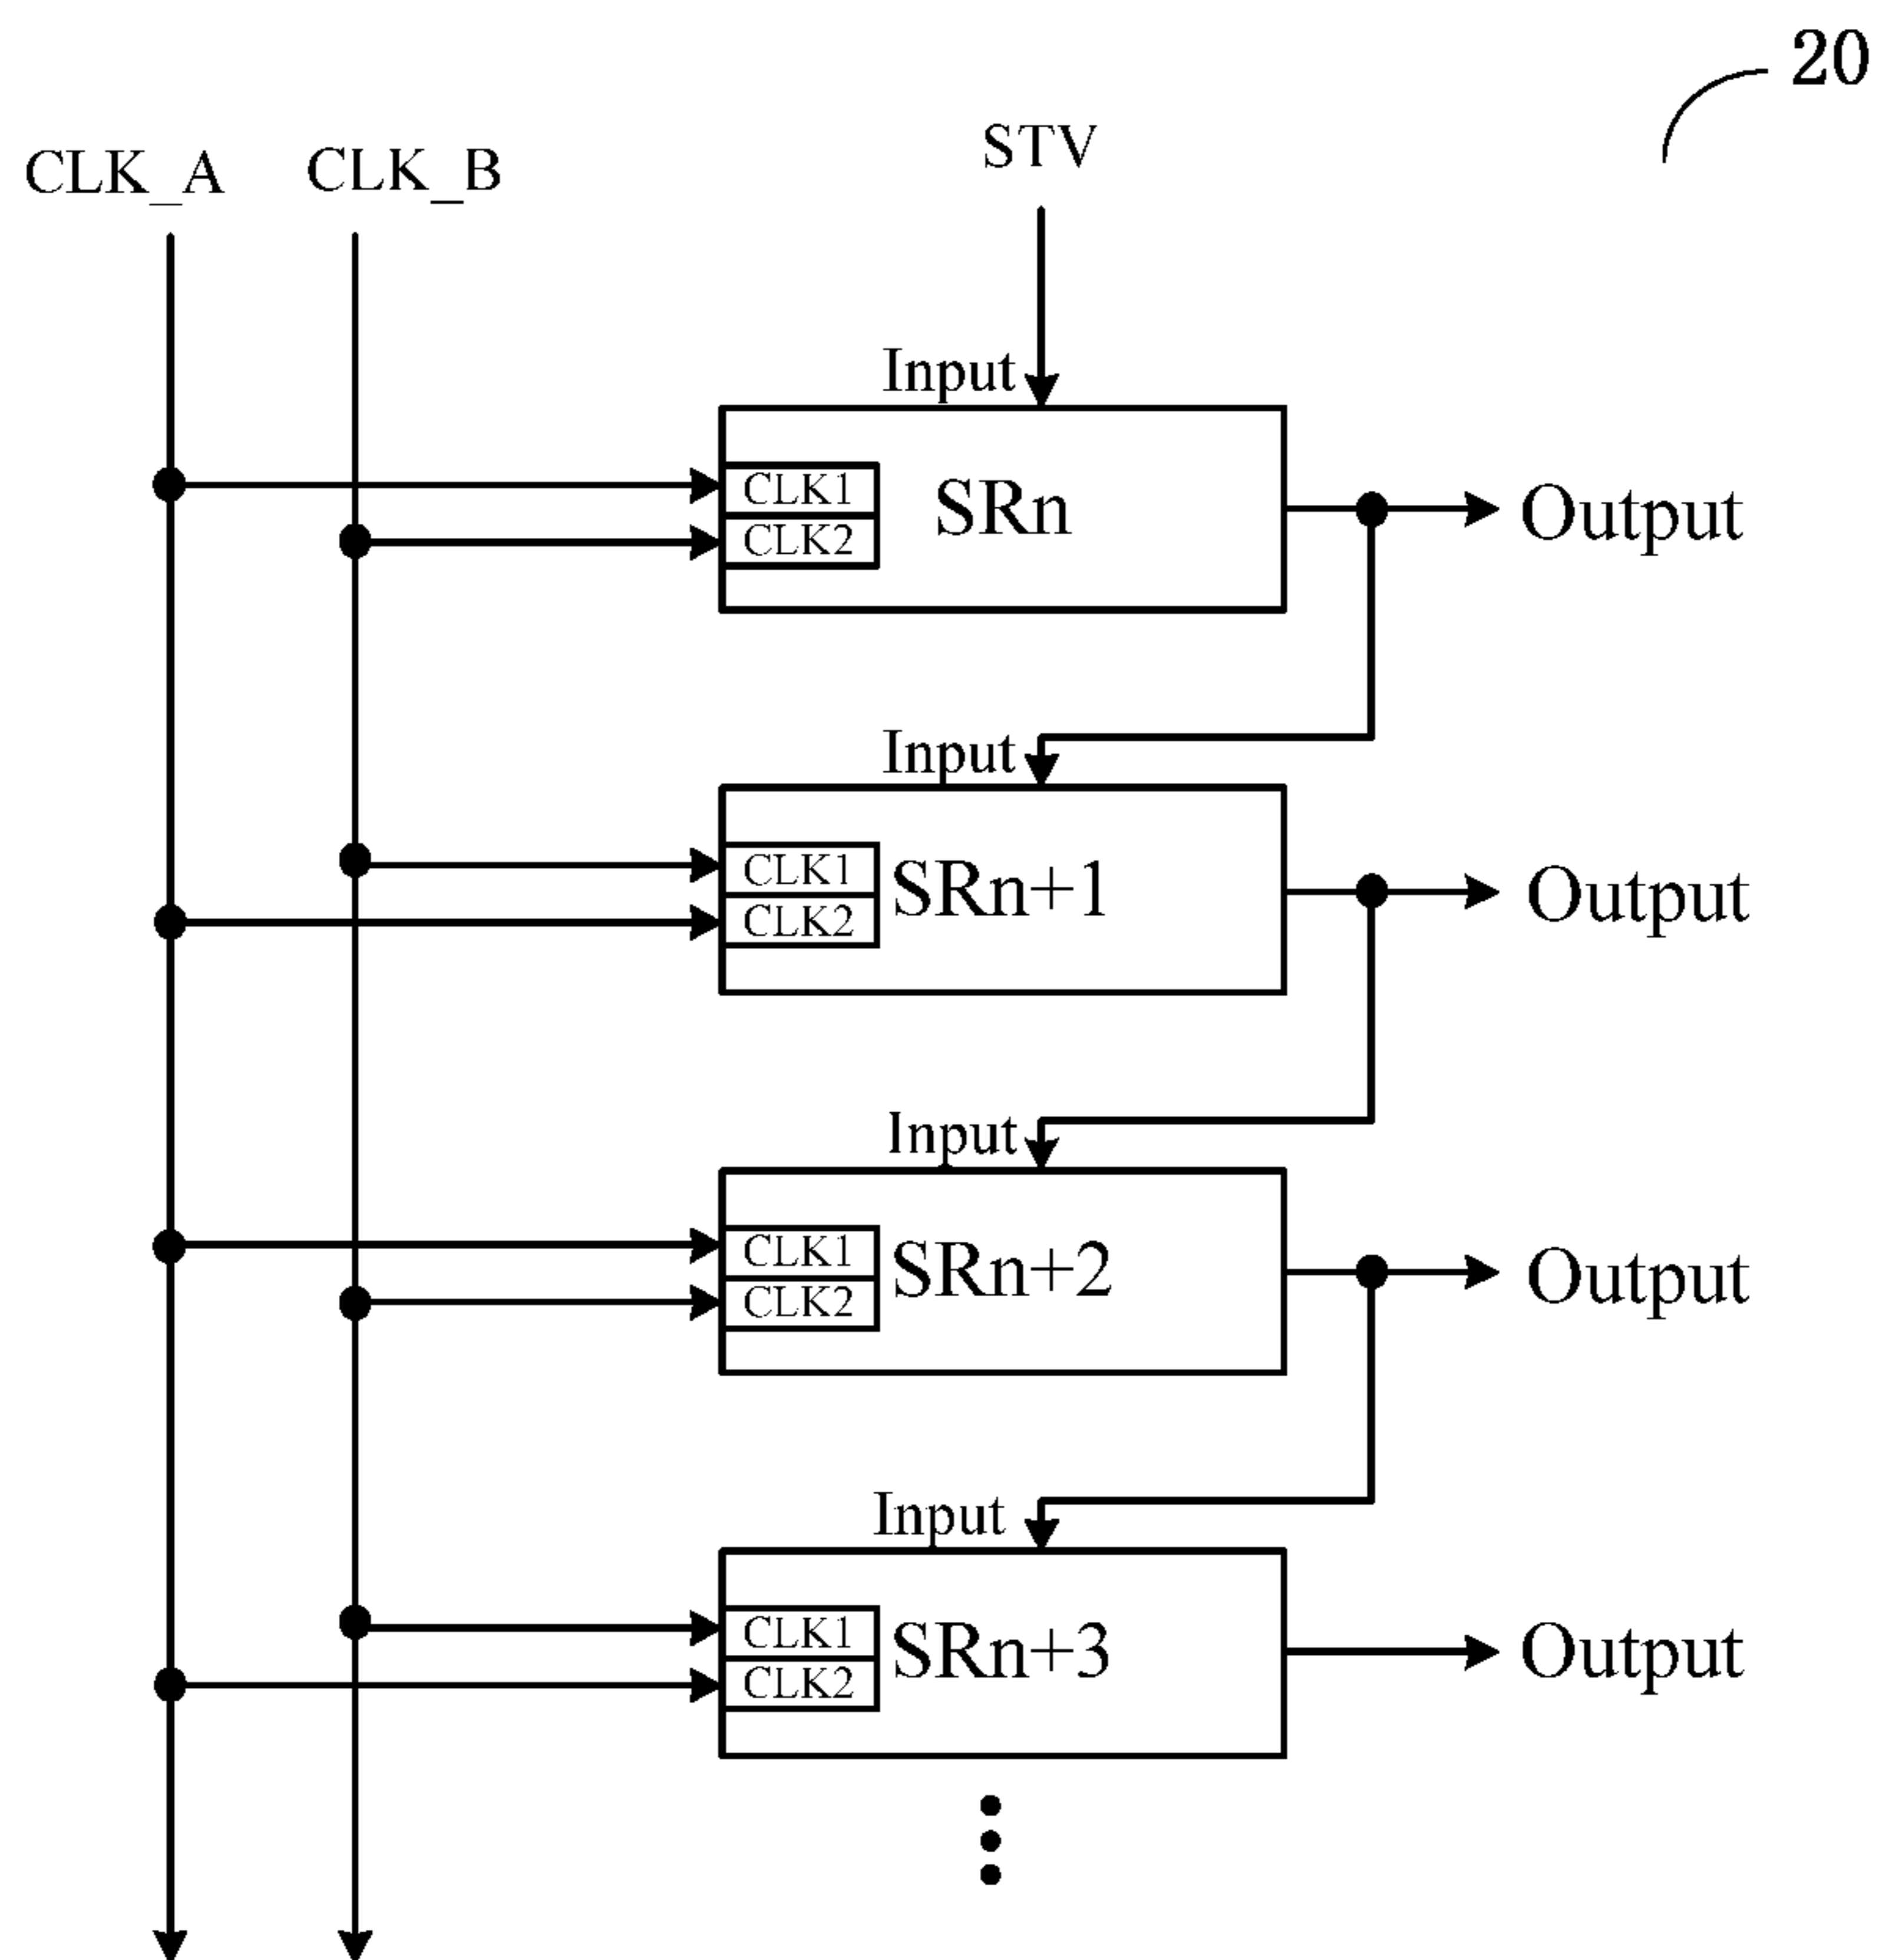 20
CLK_A
CLK_B
STV
Input
CLK1
CLK2
SRn
Output
Input
CLK1
CLK2
SRn+1
Output
Input
CLK1
CLK2
SRn+2
Output
Input
CLK1
CLK2
SRn+3
Output